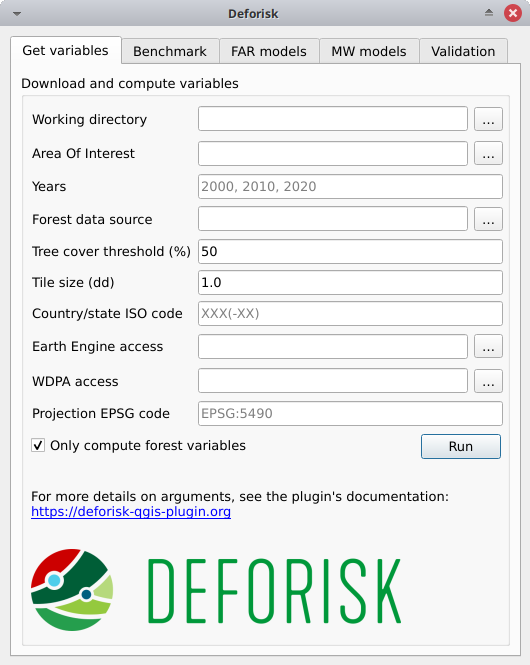 Deforisk
Get variables
Benchmark
FAR models
MW models
Validation
Download and compute variables
Working directory
...
Area Of Interest
...
Years
2000, 2010, 2020
Forest data source
...
Tree cover threshold (%)
50
Tile size (dd)
1.0
Country/state ISO code
XXX(-XX)
Earth Engine access
...
WDPA access
...
Projection EPSG code
EPSG:5490
Only compute forest variables
Run
For more details on arguments, see the plugin's documentation:
https://deforisk-qgis-plugin.org
DEFORISK